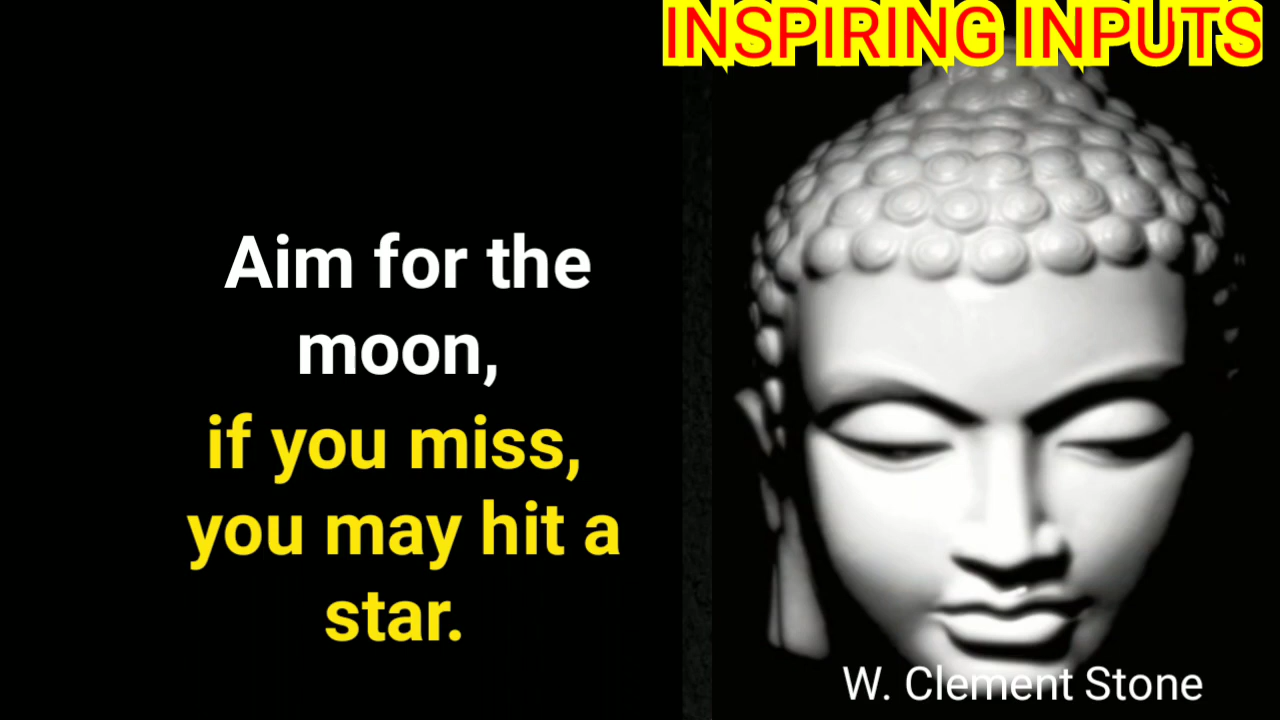 INSPIRING INPUTS
Aim for the
moon,
if you miss,
you may hit a
star.
W. Clement Stone